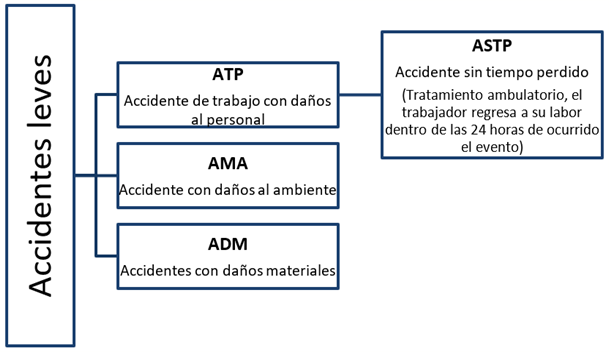 Accidentes leves
ATP
Accidente de trabajo con daños
al personal
ASTP
Accidente sin tiempo perdido
(Tratamiento ambulatorio, el
trabajador regresa a su labor
dentro de las 24 horas de ocurrido
el evento)
AMA
Accidente con daños al ambiente
ADM
Accidentes con daños materiales